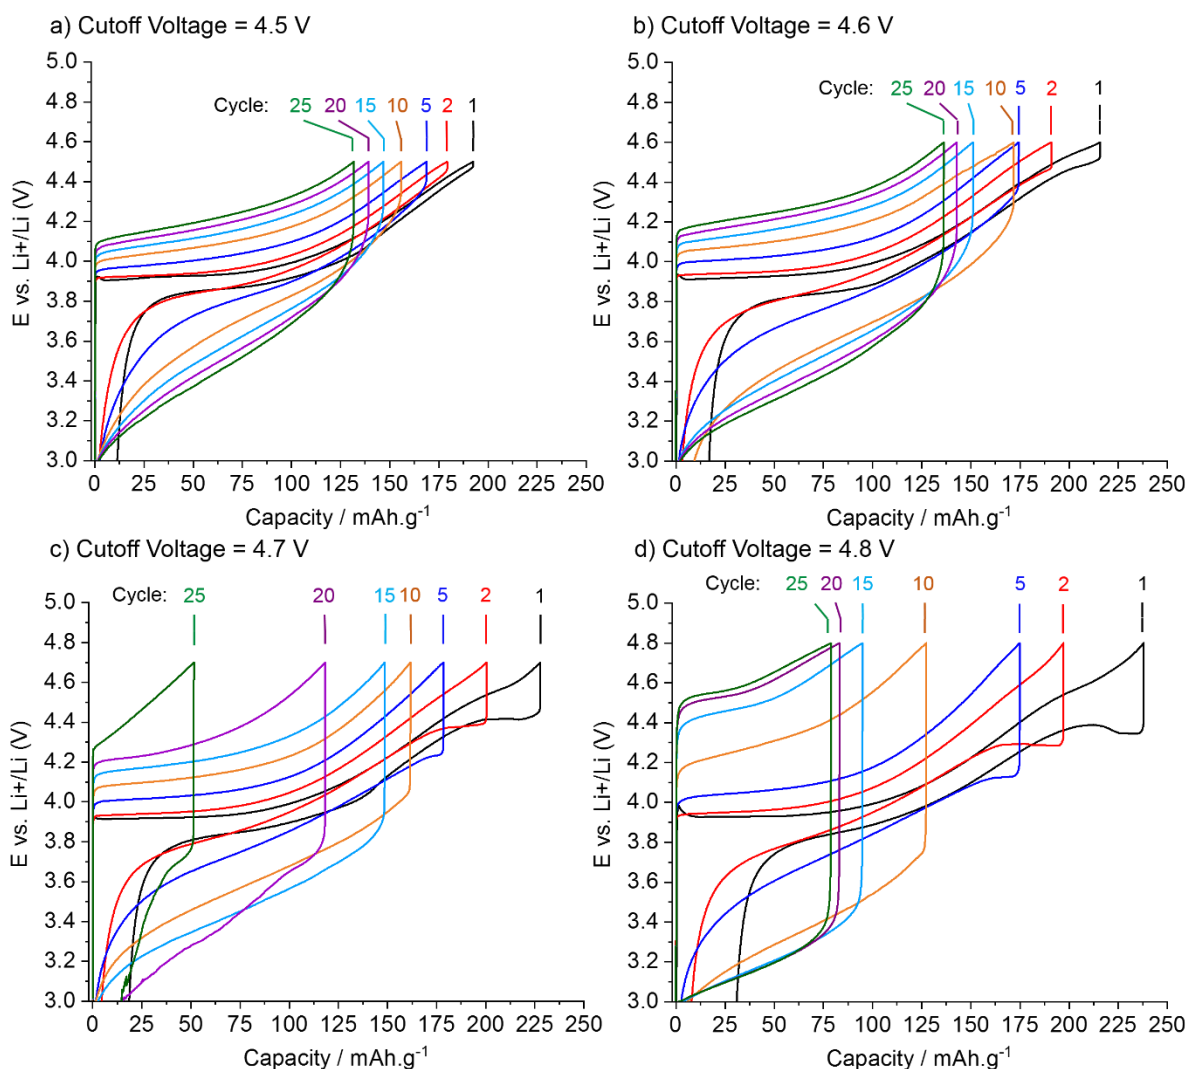 a) Cutoff Voltage = 4.5 V
5.0
Cycle: 25 20 15 10 5 2 1
4.8
4.6
4.4
4.2
4.0
3.8
3.6
3.4
3.2
3.0
E vs. Li+/Li (V)
0 25 50 75 100 125 150 175 200 225 250
Capacity / mAh.g-1
b) Cutoff Voltage = 4.6 V
5.0
Cycle: 25 20 15 10 5 2 1
4.8
4.6
4.4
4.2
4.0
3.8
3.6
3.4
3.2
3.0
E vs. Li+/Li (V)
0 25 50 75 100 125 150 175 200 225 250
Capacity / mAh.g-1
c) Cutoff Voltage = 4.7 V
Cycle: 25 20 15 10 5 2 1
5.0
4.8
4.6
4.4
4.2
4.0
3.8
3.6
3.4
3.2
3.0
E vs. Li+/Li (V)
0 25 50 75 100 125 150 175 200 225 250
Capacity / mAh.g-1
d) Cutoff Voltage = 4.8 V
Cycle: 25 20 15 10 5 2 1
5.0
4.8
4.6
4.4
4.2
4.0
3.8
3.6
3.4
3.2
3.0
E vs. Li+/Li (V)
0 25 50 75 100 125 150 175 200 225 250
Capacity / mAh.g-1